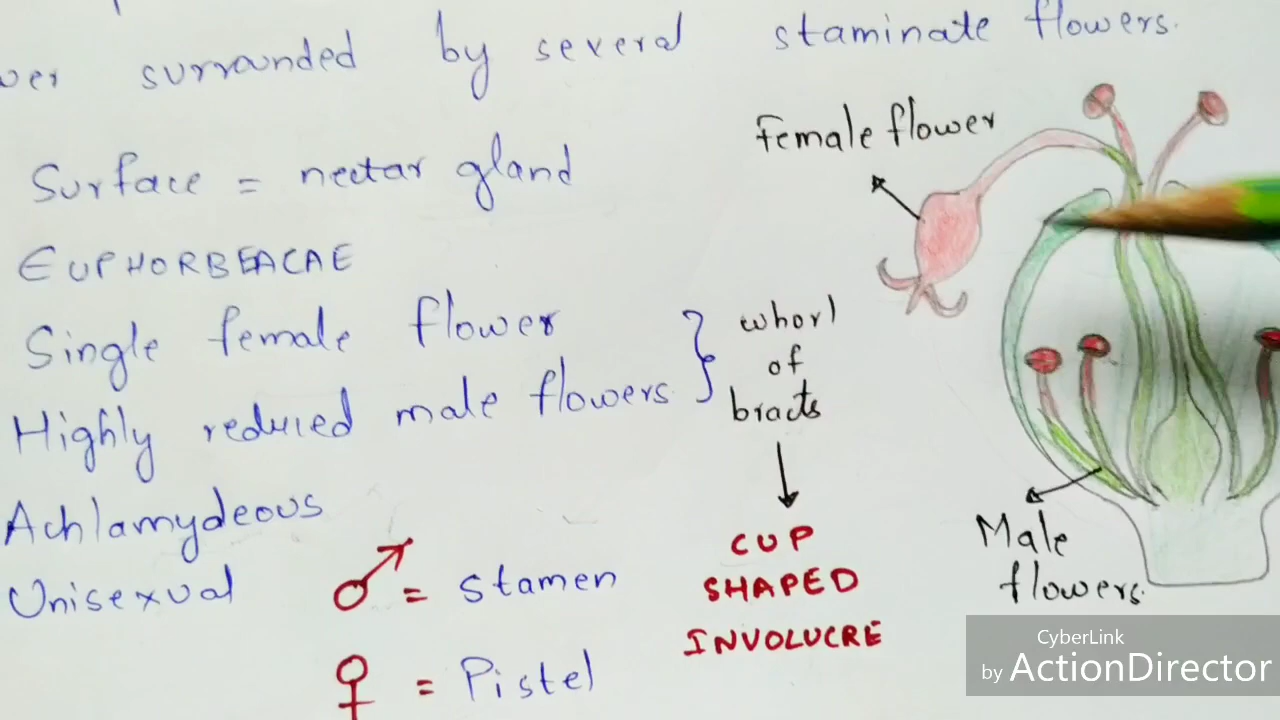 wer surrounded by several staminate flowers.
Surface = nectar gland
EUPHORBEACAE
Single female flower
Highly reduced male flowers
Achlamydeous
Unisexual
♂ = stamen
♀ = Pistel
} whorl
of
bracts
CUP
SHAPED
INVOLUCRE
Female flower
Male
flowers.
CyberLink
by ActionDirector